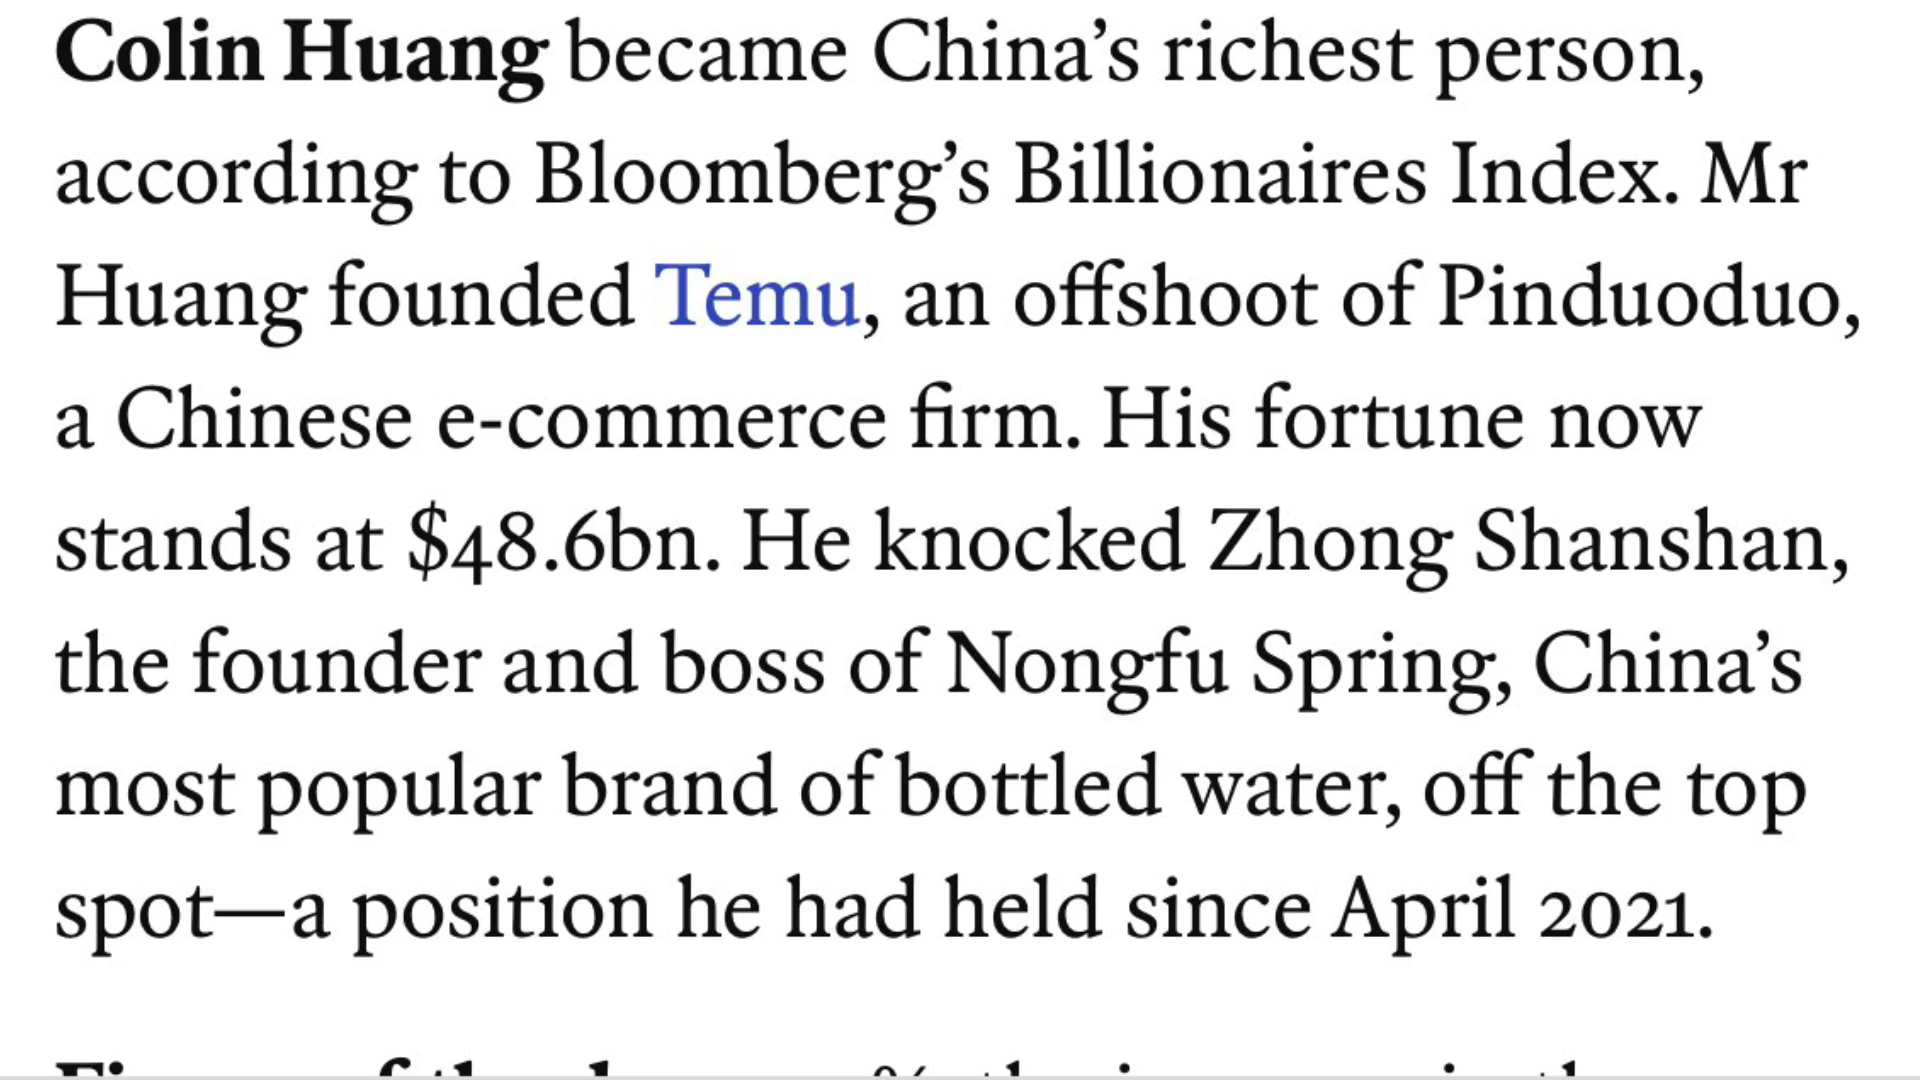 Colin Huang became China’s richest person,
according to Bloomberg’s Billionaires Index. Mr
Huang founded Temu, an offshoot of Pinduoduo,
a Chinese e-commerce firm. His fortune now
stands at $48.6bn. He knocked Zhong Shanshan,
the founder and boss of Nongfu Spring, China’s
most popular brand of bottled water, off the top
spot—a position he had held since April 2021.